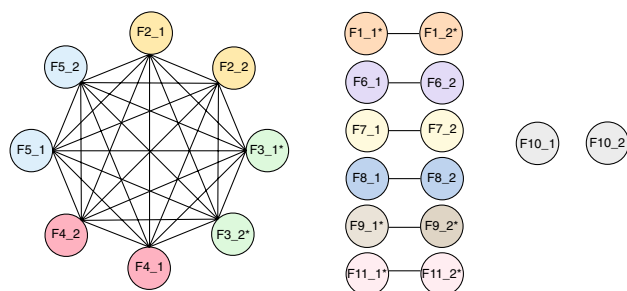 F2_1
F5_2
F2_2
F5_1
F3_1*
F4_2
F3_2*
F4_1
F1_1* F1_2*
F6_1 F6_2
F7_1 F7_2
F8_1 F8_2
F9_1* F9_2*
F11_1* F11_2*
F10_1 F10_2